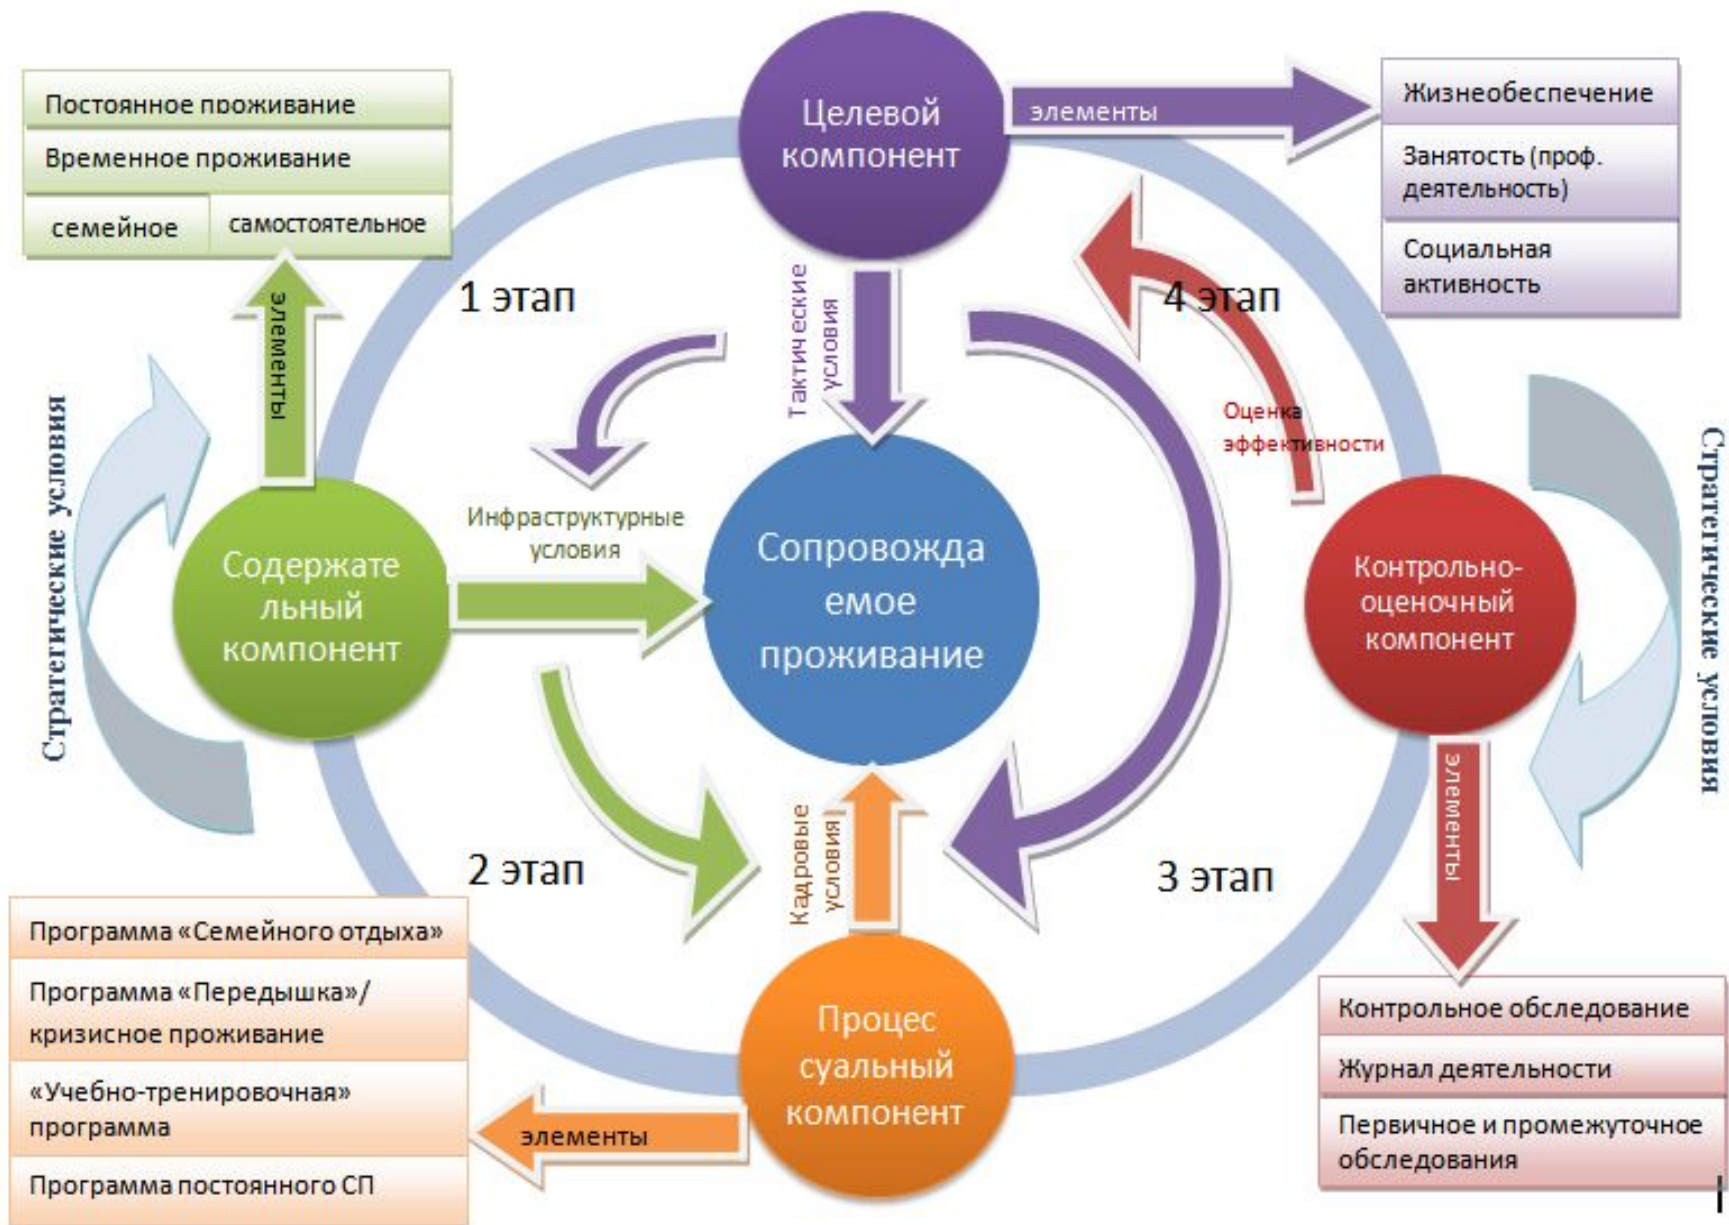 Целевой
компонент
элементы
Жизнеобеспечение
Занятость (проф.
деятельность)
Социальная
активность
Постоянное проживание
Временное проживание
семейное
самостоятельное
элементы
1 этап
4 этап
Тактические
условия
Оценка
эффективности
Стратегические условия
Стратегические условия
Инфраструктурные
условия
Содержате
льный
компонент
Сопровожда
емое
проживание
Контрольно-
оценочный
компонент
элементы
2 этап
3 этап
Кадровые
условия
Программа «Семейного отдыха»
Программа «Передышка»/
кризисное проживание
«Учебно-тренировочная»
программа
Программа постоянного СП
элементы
Процес
суальный
компонент
Контрольное обследование
Журнал деятельности
Первичное и промежуточное
обследования